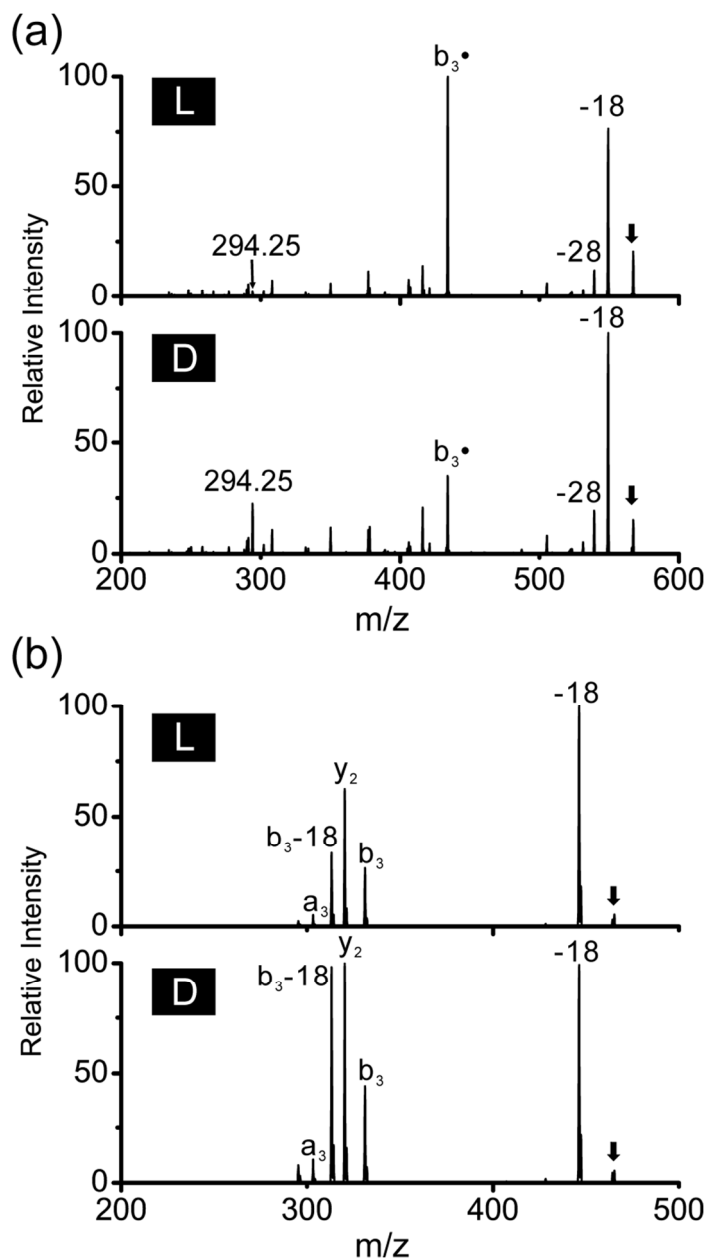 (a)
L
b₃•
-18
294.25
-28
100
50
0
Relative Intensity
D
-18
b₃•
294.25
-28
100
50
0
200 300 400 500 600
m/z
(b)
L
-18
y₂
b₃-18
b₃
a₃
100
50
0
Relative Intensity
D
y₂
-18
b₃-18
b₃
a₃
100
50
0
200 300 400 500
m/z